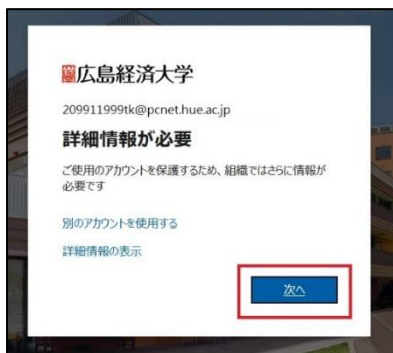 広島経済大学
209911999tk@pcnet.hue.ac.jp
詳細情報が必要
ご使用のアカウントを保護するため、組織ではさらに情報が
必要です
別のアカウントを使用する
詳細情報の表示
次へ